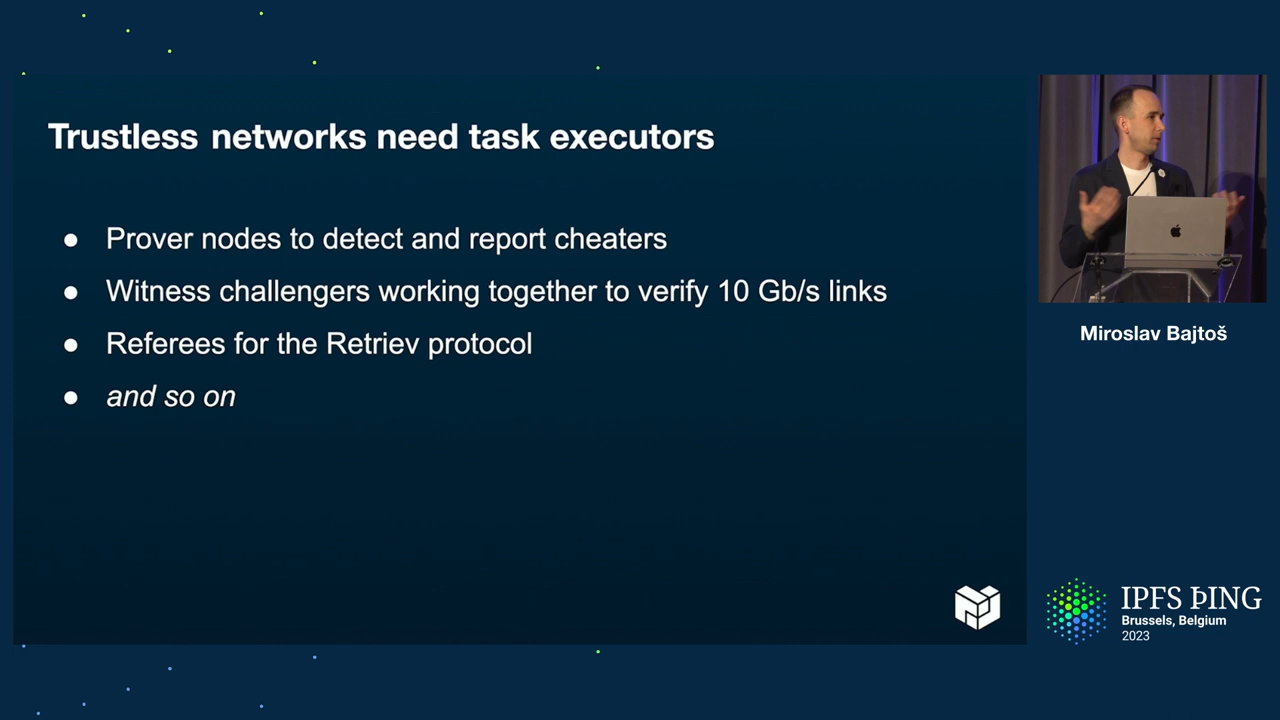 Trustless networks need task executors
● Prover nodes to detect and report cheaters
● Witness challengers working together to verify 10 Gb/s links
● Referees for the Retriev protocol
● and so on
Miroslav Bajtoš
IPFS ÞING
Brussels, Belgium
2023